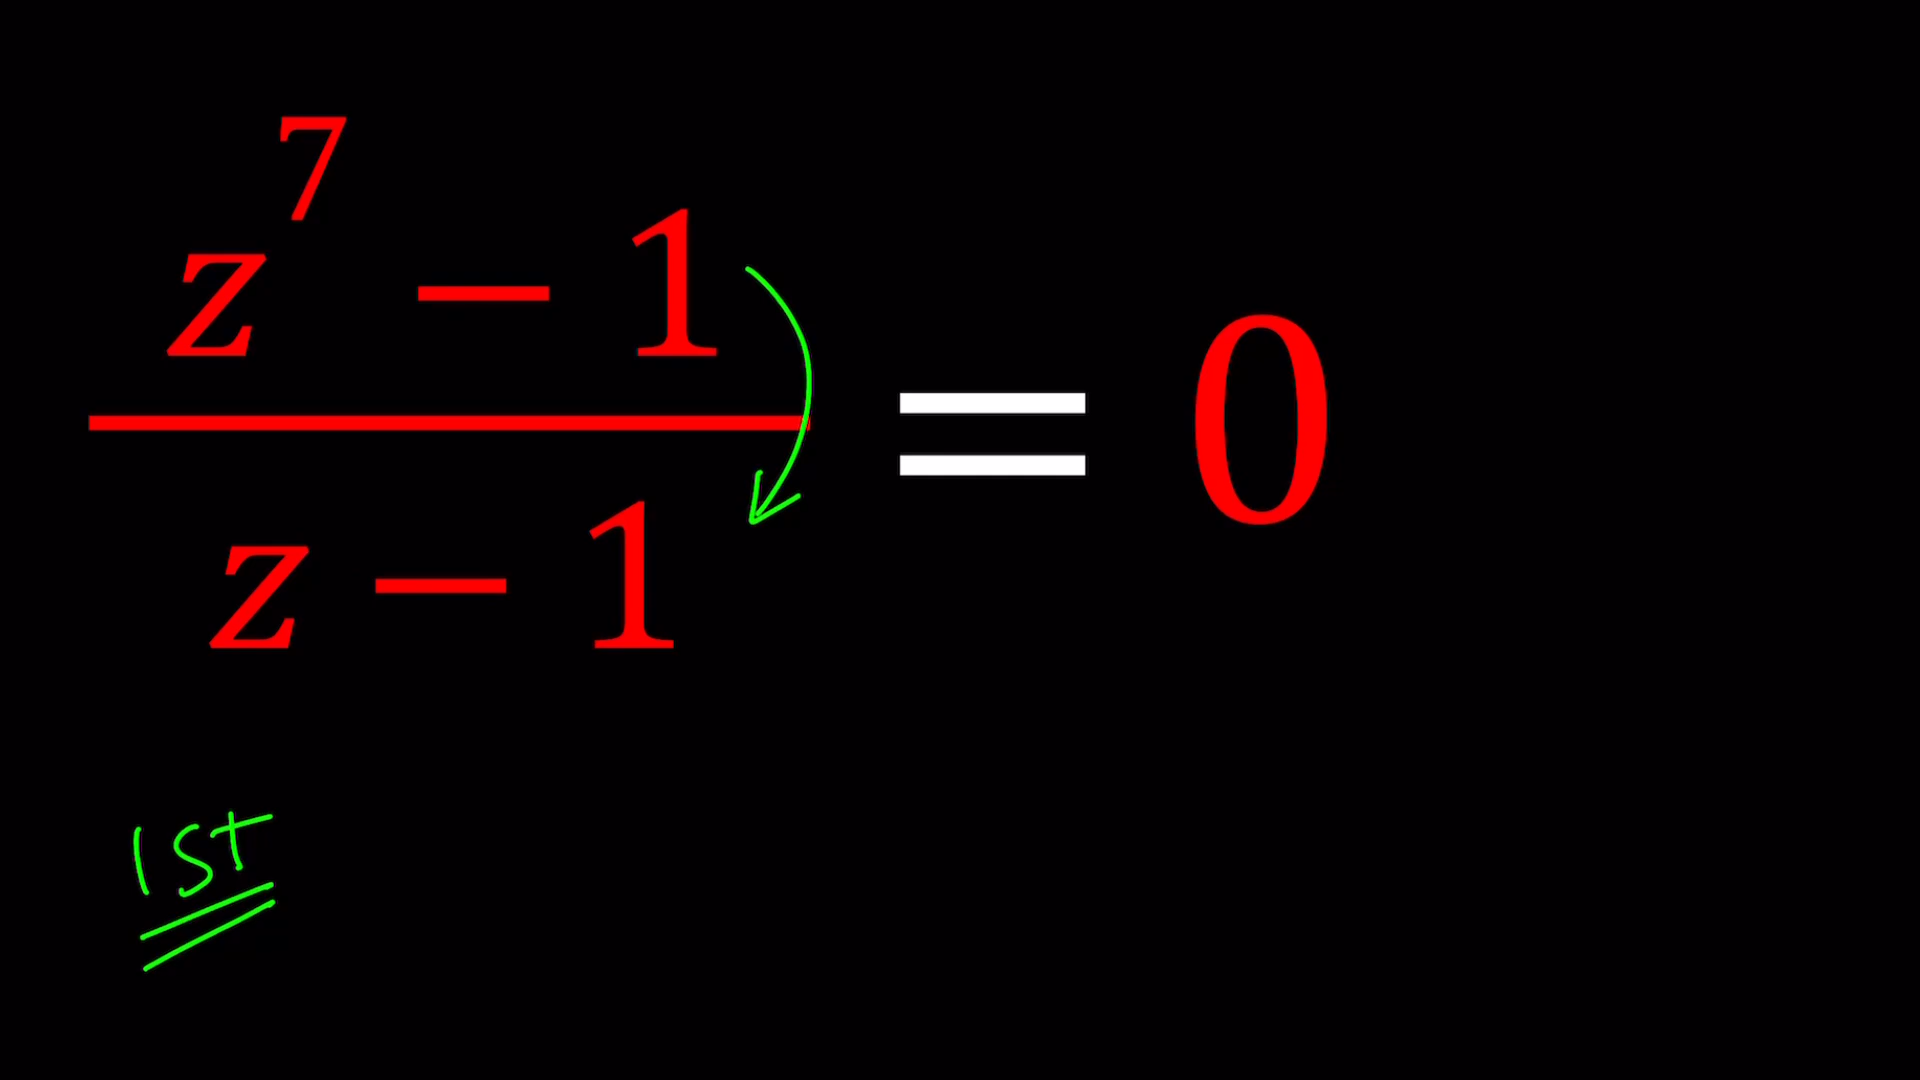 z⁷ − 1
z − 1
= 0
1st